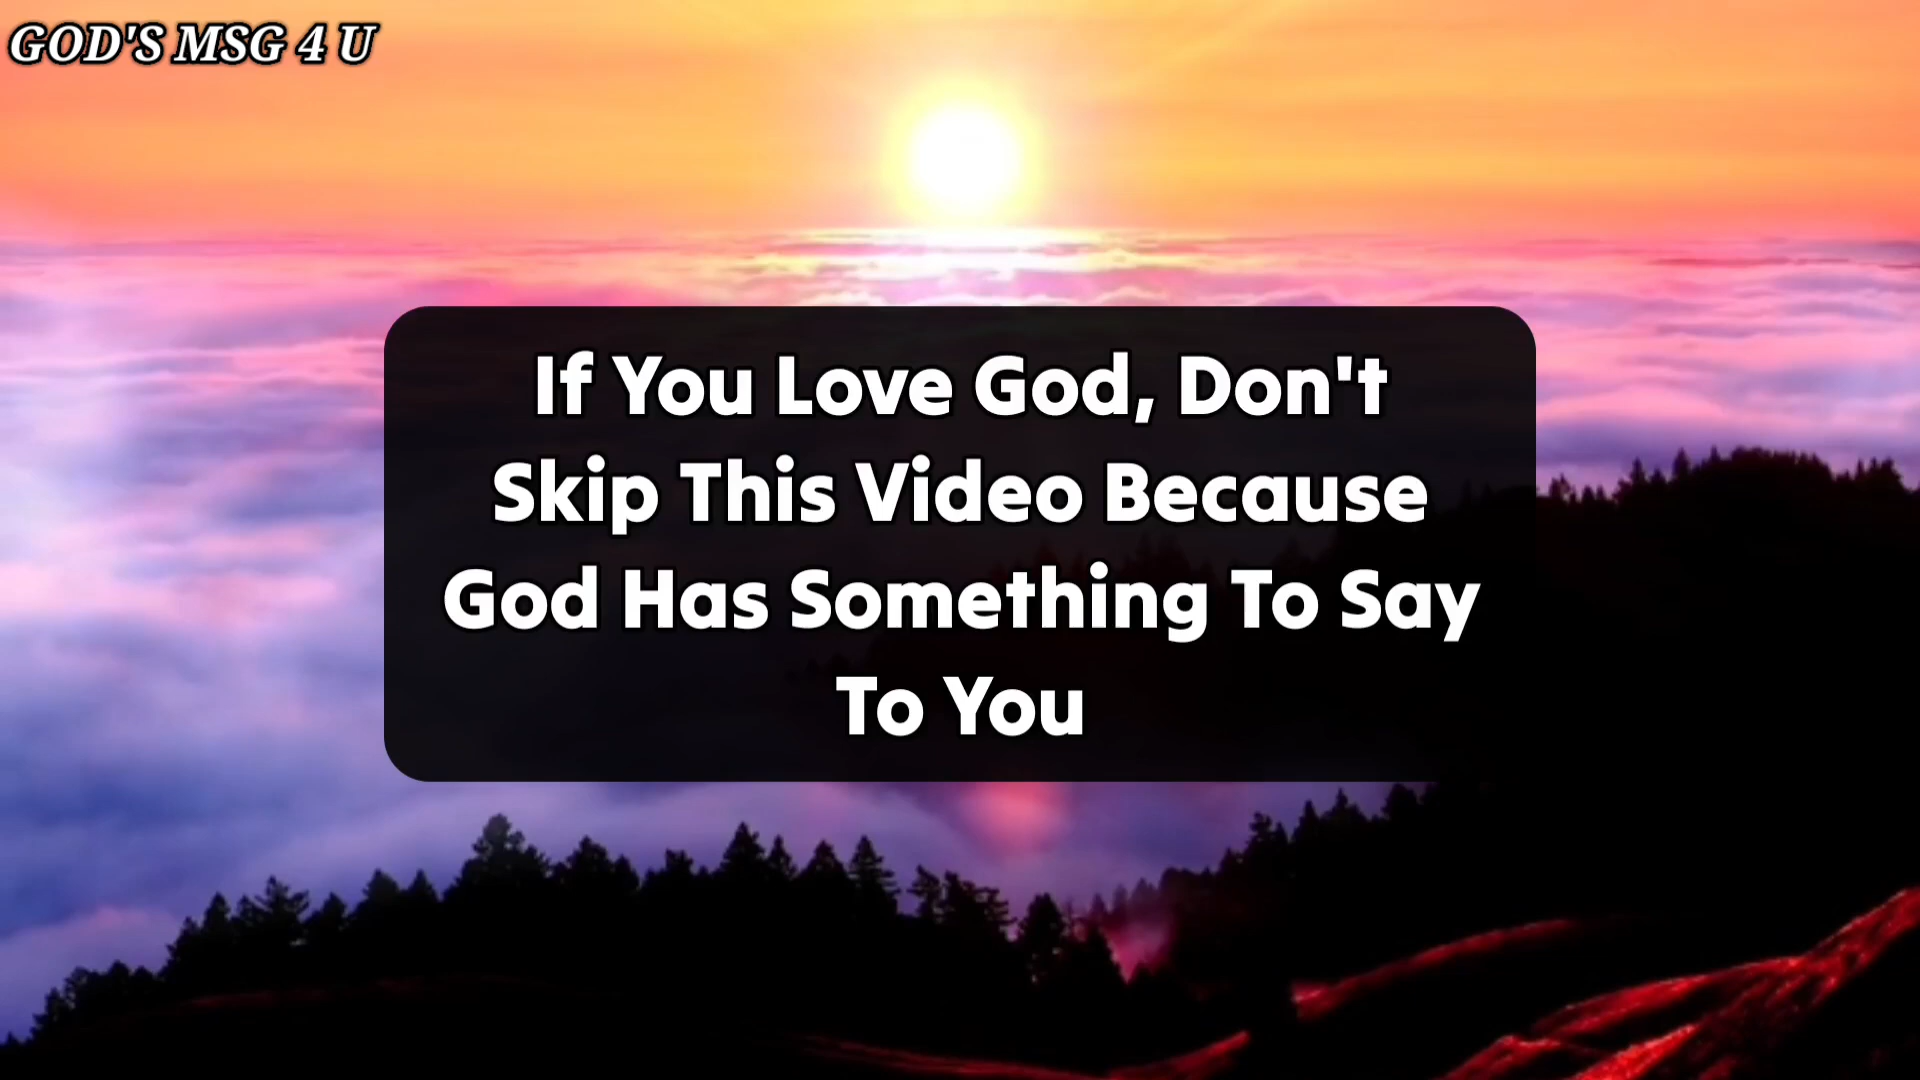 GOD'S MSG 4 U
If You Love God, Don't
Skip This Video Because
God Has Something To Say
To You